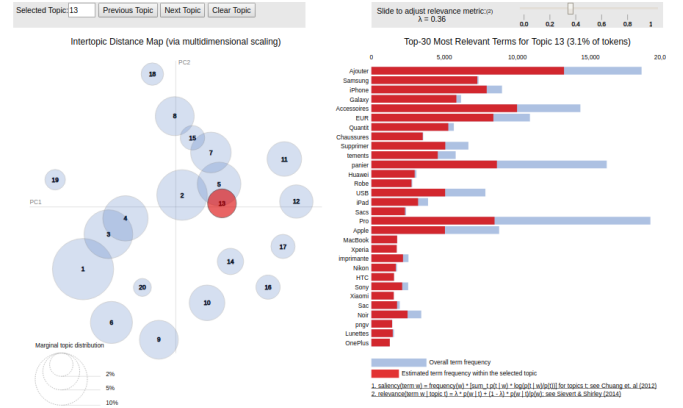 Selected Topic: 13 Previous Topic Next Topic Clear Topic
Slide to adjust relevance metric:(2)
λ = 0.36
0.0 0.2 0.4 0.6 0.8 1
Intertopic Distance Map (via multidimensional scaling)
PC2
PC1
18
8
15
7
11
19
5
2
13
12
4
3
17
14
1
20
16
10
6
9
Marginal topic distribution
2%
5%
10%
Top-30 Most Relevant Terms for Topic 13 (3.1% of tokens)
0 5,000 10,000 15,000 20,0
Ajouter
Samsung
iPhone
Galaxy
Accessoires
EUR
Quantit
Chaussures
Supprimer
tements
panier
Huawei
Robe
USB
iPad
Sacs
Pro
Apple
MacBook
Xperia
imprimante
Nikon
HTC
Sony
Xiaomi
Sac
Noir
pngv
Lunettes
OnePlus
Overall term frequency
Estimated term frequency within the selected topic
1. saliency(term w) = frequency(w) * [sum_t p(t | w) * log(p(t | w)/p(t))] for topics t; see Chuang et. al (2012)
2. relevance(term w | topic t) = λ * p(w | t) + (1 - λ) * p(w | t)/p(w); see Sievert & Shirley (2014)